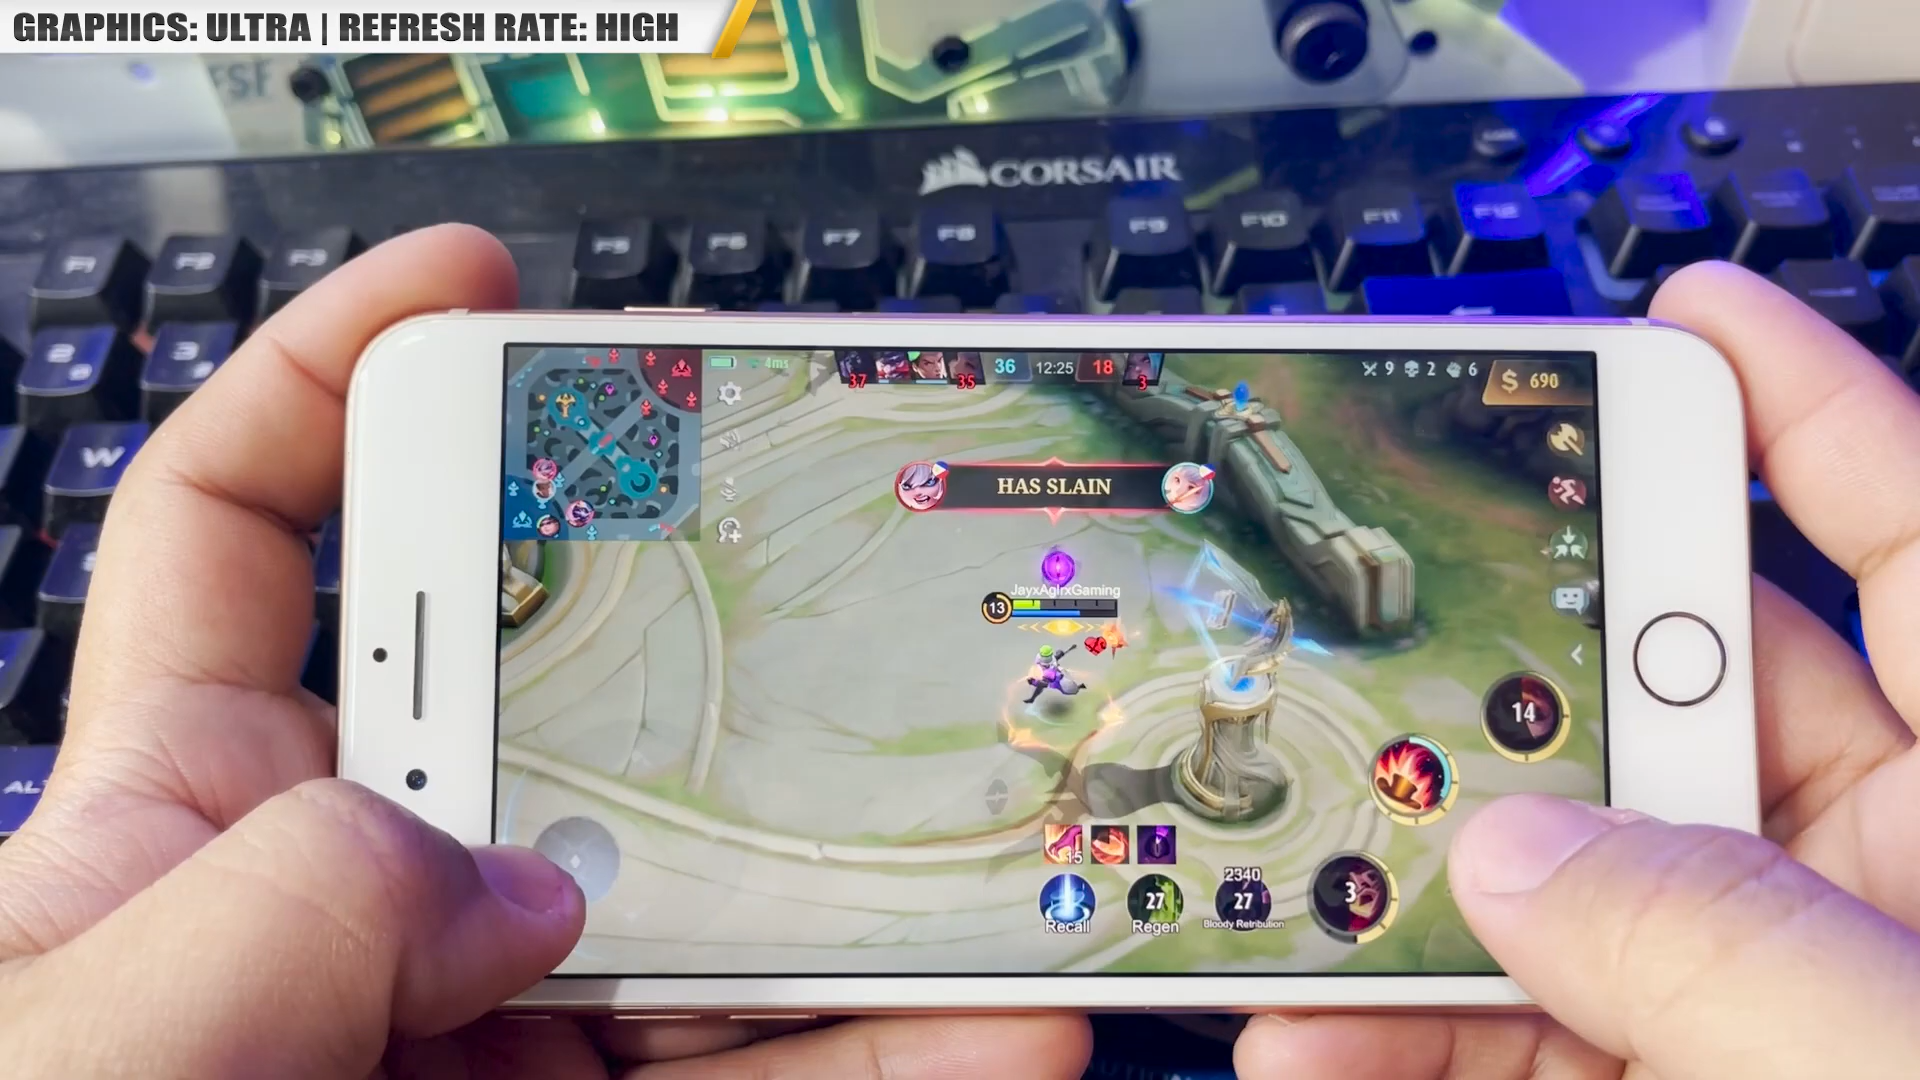 GRAPHICS: ULTRA | REFRESH RATE: HIGH
CORSAIR
F1 F2 F3 F5 F6 F7 F8 F9 F10 F11 F12
2 3
W
4ms
37 35 36 12:25 18 3
9 2 6
$ 690
HAS SLAIN
JayxAgirxGaming
13
14
3
15
2340
27 27
Recall Regen Bloody Retribution